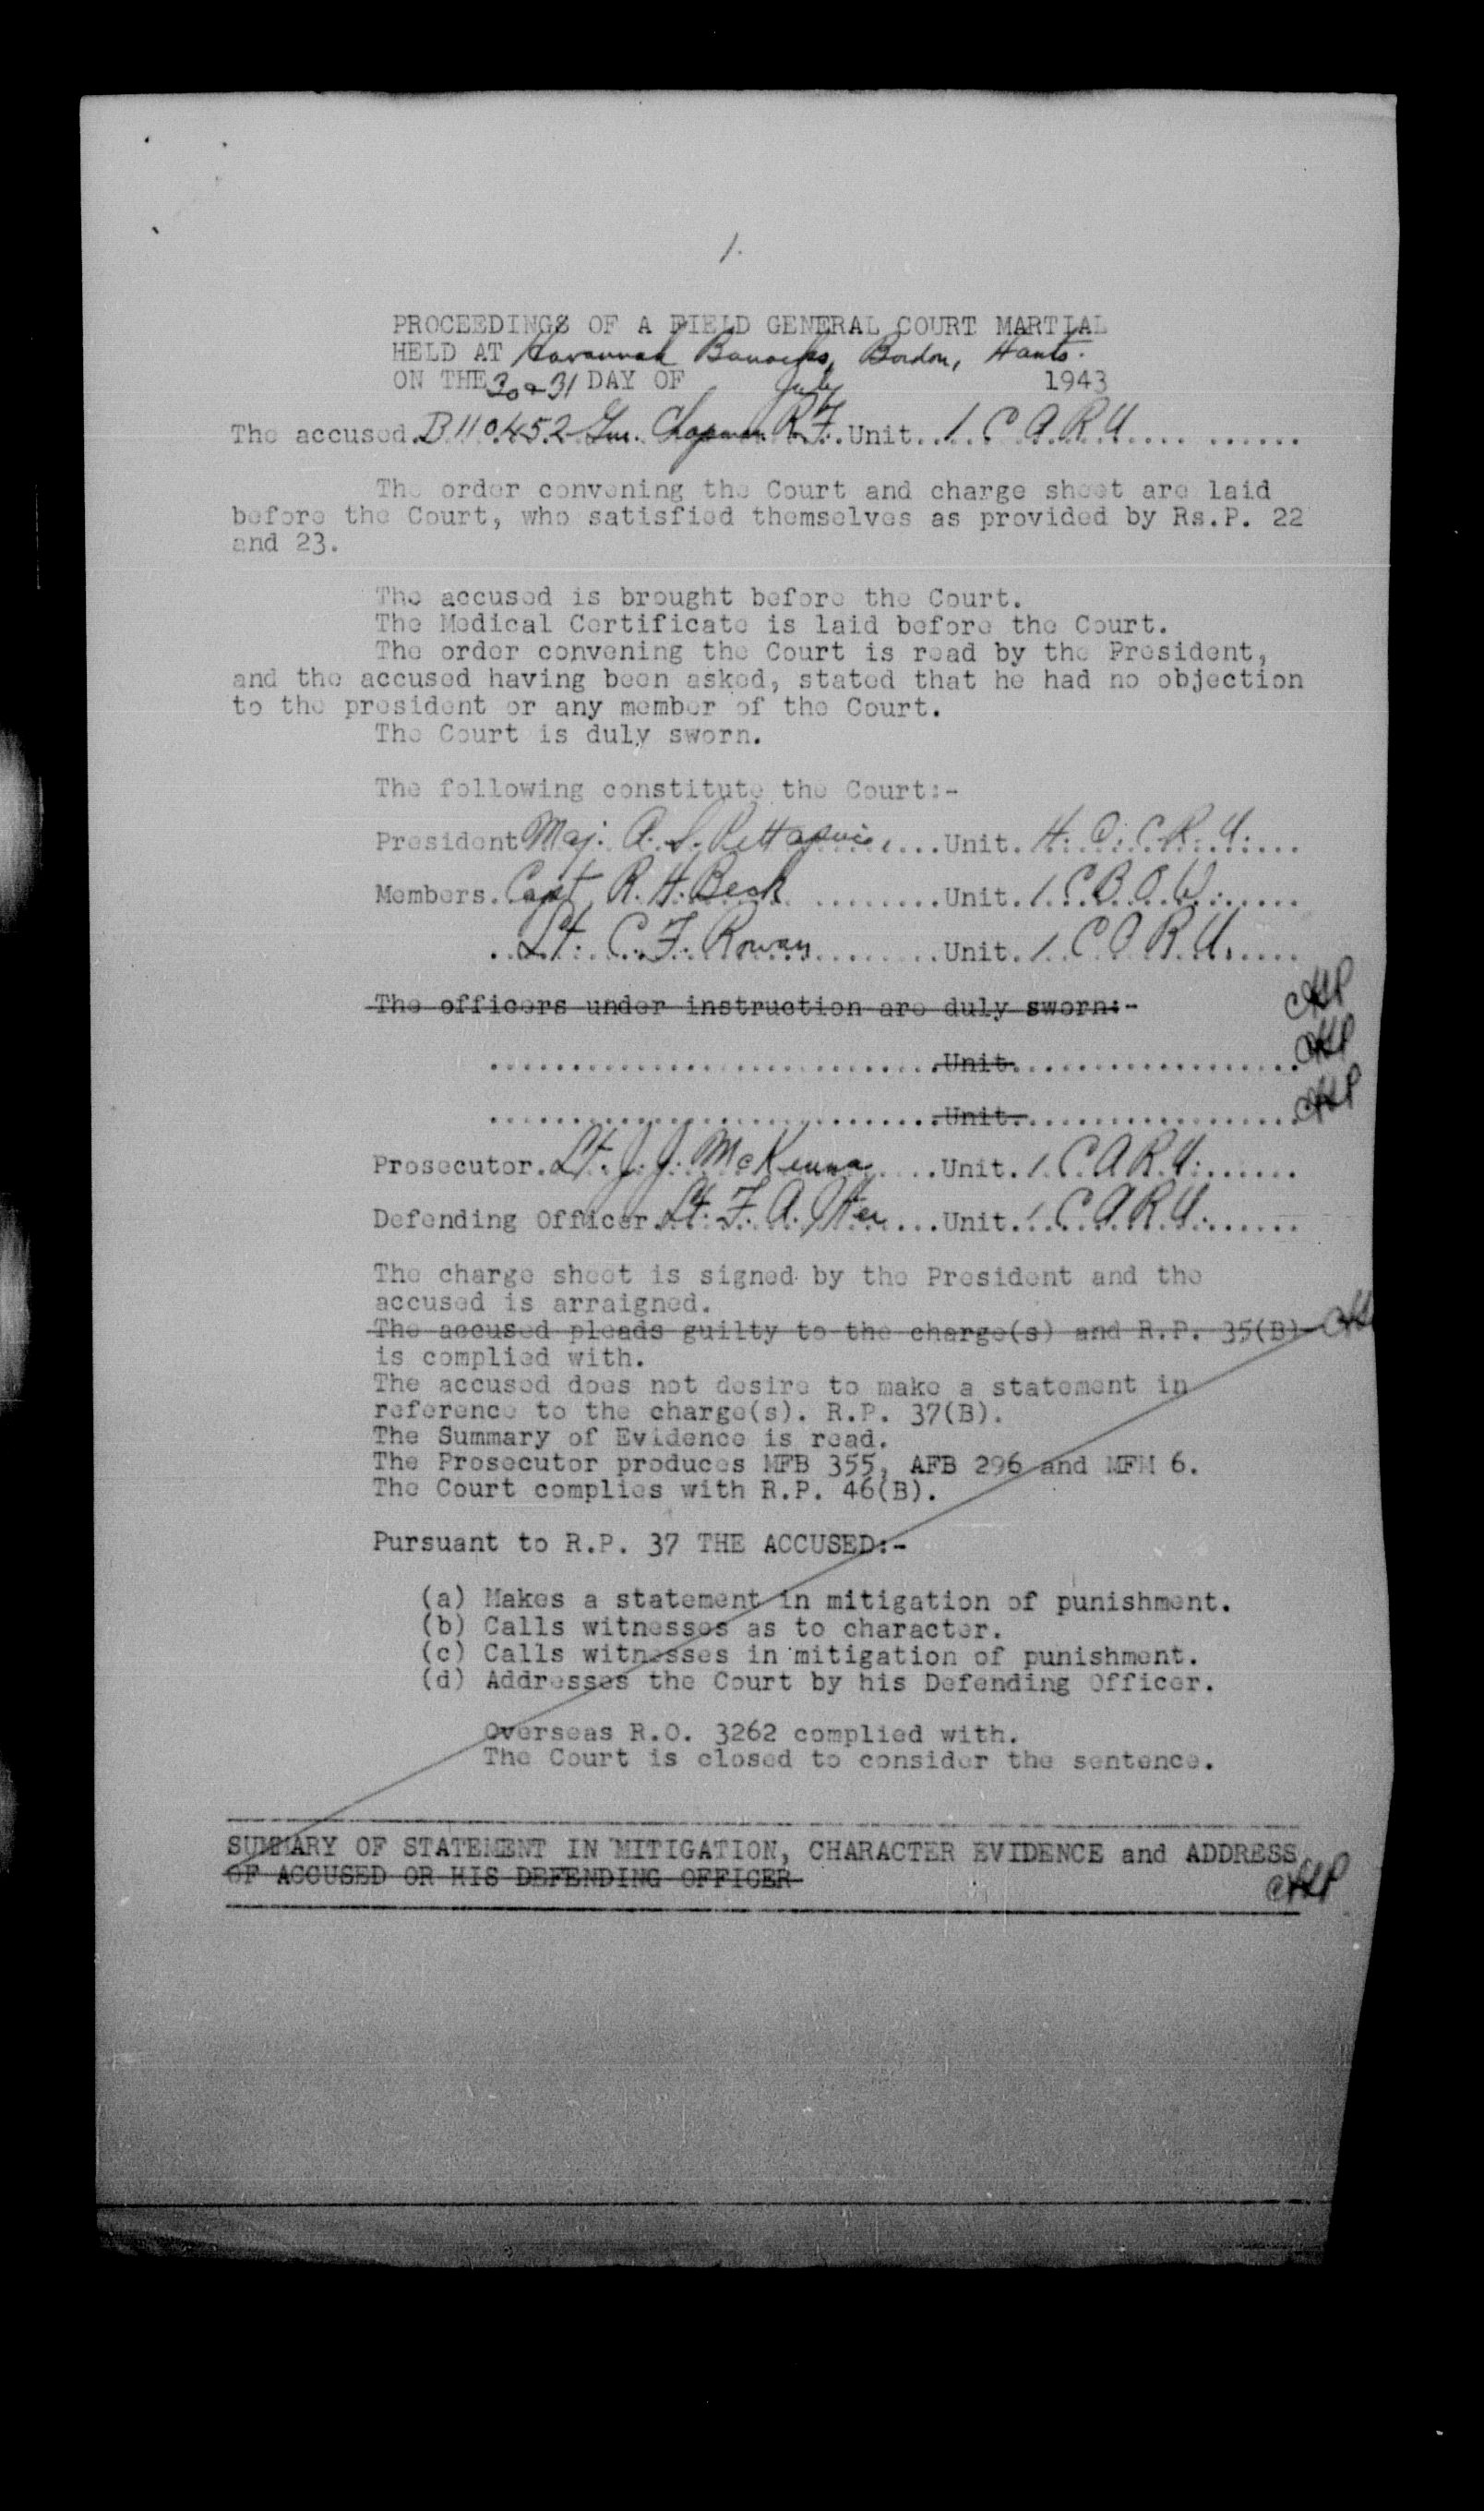 1.
PROCEEDINGS OF A FIELD GENERAL COURT MARTIAL
HELD AT Havannah Barracks, Bordon, Hants.
ON THE 30 & 31 DAY OF July 1943
The accused. B110452 Gnr. Chapman R.F. Unit. 1 C A R U
The order convening the Court and charge sheet are laid
before the Court, who satisfied themselves as provided by Rs.P. 22
and 23.
The accused is brought before the Court.
The Medical Certificate is laid before the Court.
The order convening the Court is read by the President,
and the accused having been asked, stated that he had no objection
to the president or any member of the Court.
The Court is duly sworn.
The following constitute the Court:-
President Maj. A. Unit.
Members. Capt R. H. Beck Unit. 1
Lt. C. F. Rowan Unit. 1 C A R U.
The officers under instruction are duly sworn:-
Unit
Unit.
Prosecutor. Lt. J. J. McKenna Unit. 1 C A R U.
Defending Officer. Lt. F. A. Unit. 1 C A R U.
The charge sheet is signed by the President and the
accused is arraigned.
The accused pleads guilty to the charge(s) and R.P. 35(B)
is complied with.
The accused does not desire to make a statement in
reference to the charge(s). R.P. 37(B).
The Summary of Evidence is read.
The Prosecutor produces MFB 355, AFB 296 and MFM 6.
The Court complies with R.P. 46(B).
Pursuant to R.P. 37 THE ACCUSED:-
(a) Makes a statement in mitigation of punishment.
(b) Calls witnesses as to character.
(c) Calls witnesses in mitigation of punishment.
(d) Addresses the Court by his Defending Officer.
Overseas R.O. 3262 complied with.
The Court is closed to consider the sentence.
SUMMARY OF STATEMENT IN MITIGATION, CHARACTER EVIDENCE and ADDRESS
OF ACCUSED OR HIS DEFENDING OFFICER